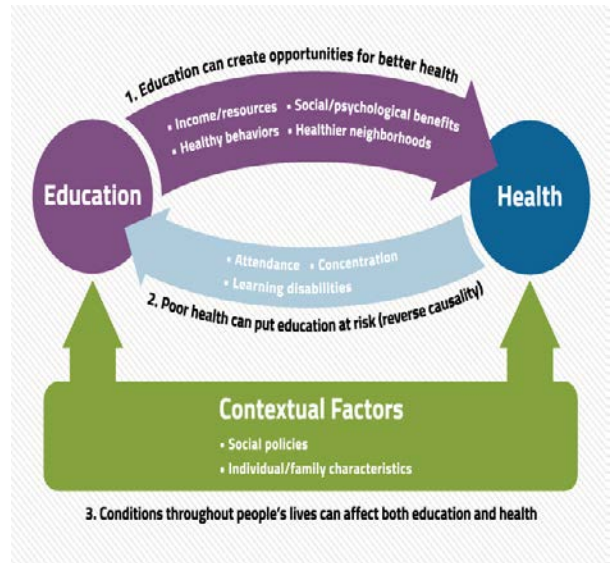 1. Education can create opportunities for better health
• Income/resources • Social/psychological benefits
• Healthy behaviors • Healthier neighborhoods
Education
Health
• Attendance • Concentration
• Learning disabilities
2. Poor health can put education at risk (reverse causality)
Contextual Factors
• Social policies
• Individual/family characteristics
3. Conditions throughout people's lives can affect both education and health